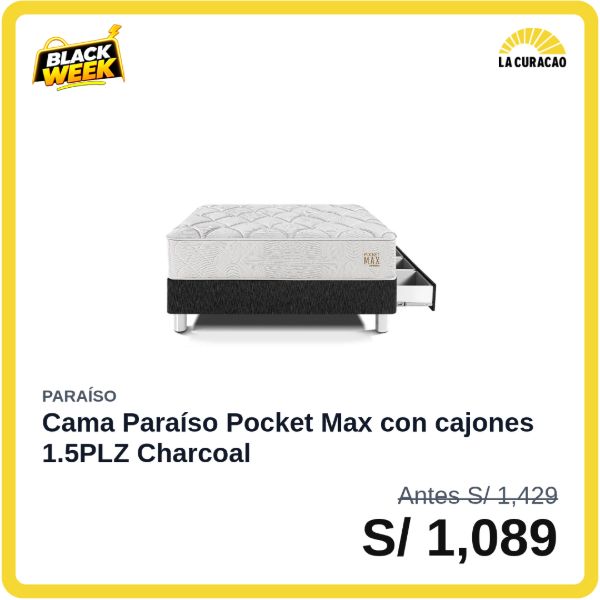 BLACK
WEEK
LA CURACAO
POCKET
MAX
PARAÍSO
Cama Paraíso Pocket Max con cajones
1.5PLZ Charcoal
Antes S/ 1,429
S/ 1,089